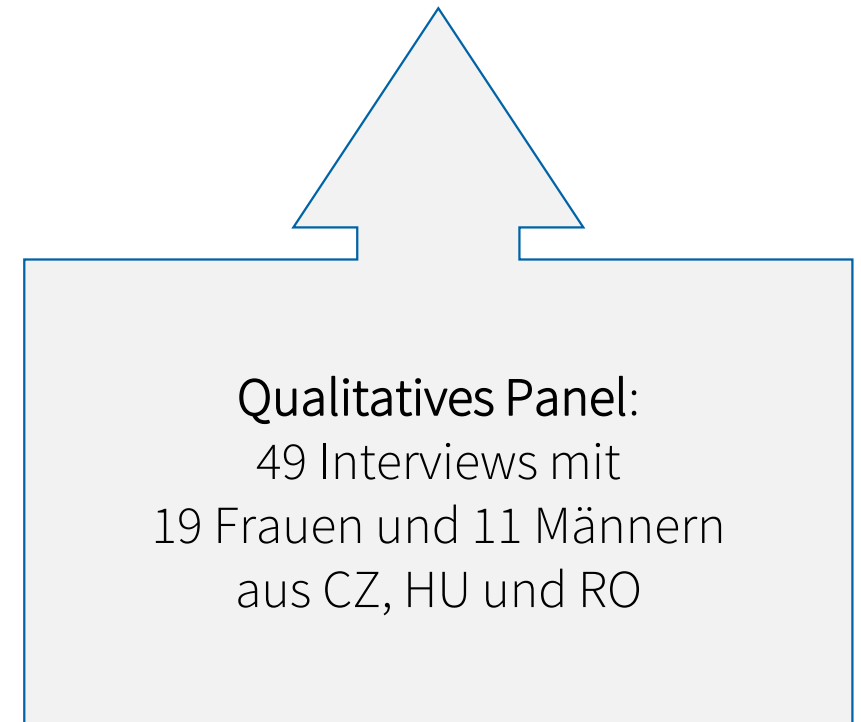 Qualitatives Panel:
49 Interviews mit
19 Frauen und 11 Männern
aus CZ, HU und RO